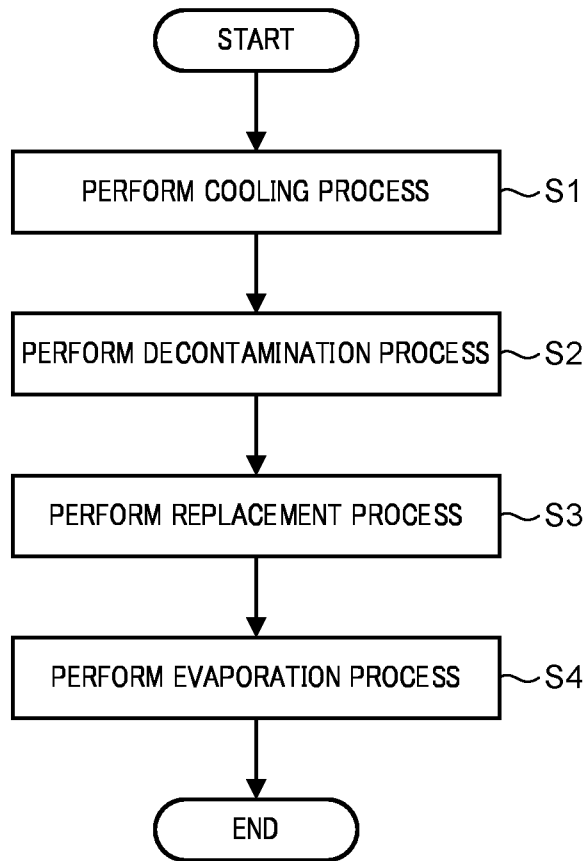 START
PERFORM COOLING PROCESS
S1
PERFORM DECONTAMINATION PROCESS
S2
PERFORM REPLACEMENT PROCESS
S3
PERFORM EVAPORATION PROCESS
S4
END